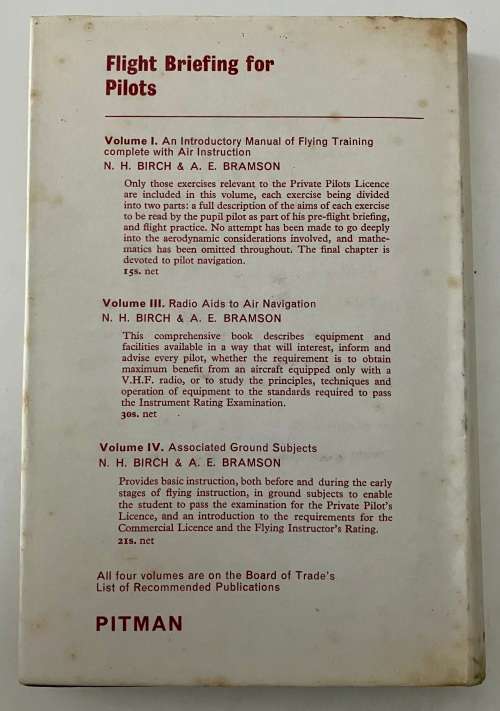 Flight Briefing for
Pilots
Volume I. An Introductory Manual of Flying Training
complete with Air Instruction
N. H. BIRCH & A. E. BRAMSON
Only those exercises relevant to the Private Pilots Licence
are included in this volume, each exercise being divided
into two parts: a full description of the aims of each exercise
to be read by the pupil pilot as part of his pre-flight briefing,
and flight practice. No attempt has been made to go deeply
into the aerodynamic considerations involved, and mathe-
matics has been omitted throughout. The final chapter is
devoted to pilot navigation.
15s. net
Volume III. Radio Aids to Air Navigation
N. H. BIRCH & A. E. BRAMSON
This comprehensive book describes equipment and
facilities available in a way that will interest, inform and
advise every pilot, whether the requirement is to obtain
maximum benefit from an aircraft equipped only with a
V.H.F. radio, or to study the principles, techniques and
operation of equipment to the standards required to pass
the Instrument Rating Examination.
30s. net
Volume IV. Associated Ground Subjects
N. H. BIRCH & A. E. BRAMSON
Provides basic instruction, both before and during the early
stages of flying instruction, in ground subjects to enable
the student to pass the examination for the Private Pilot's
Licence, and an introduction to the requirements for the
Commercial Licence and the Flying Instructor's Rating.
21s. net
All four volumes are on the Board of Trade's
List of Recommended Publications
PITMAN